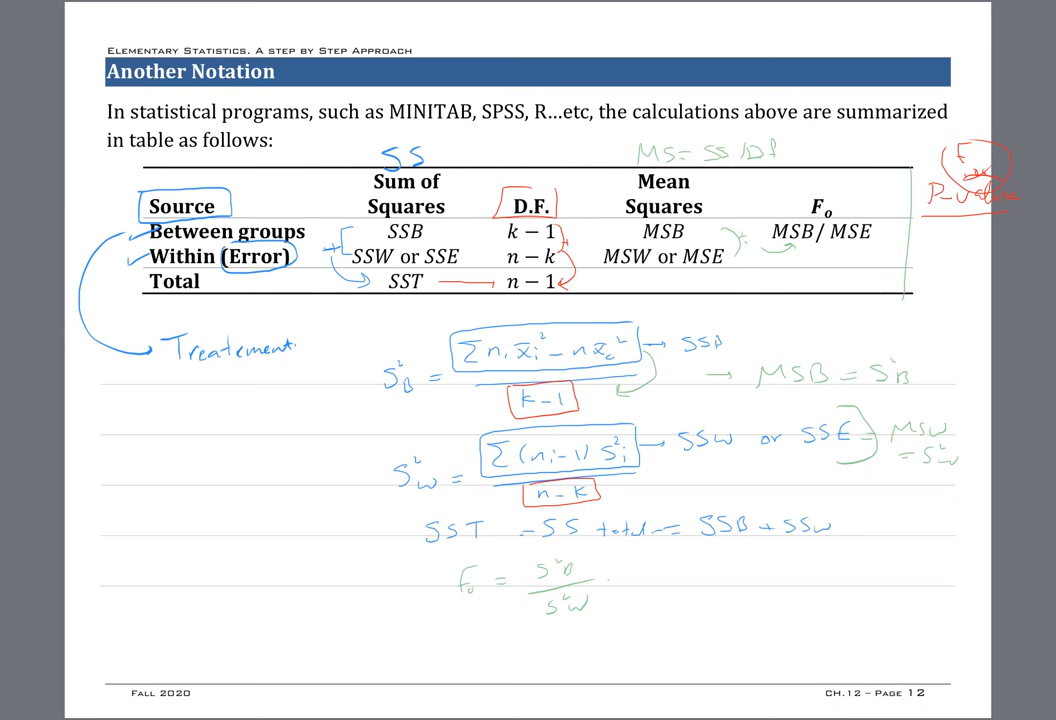 Elementary Statistics. A step by Step Approach
Another Notation
In statistical programs, such as MINITAB, SPSS, R…etc, the calculations above are summarized
in table as follows:
SS
MS = SS / Df
Sum of Mean
Source Squares D.F. Squares F₀
Between groups SSB k − 1 MSB MSB/ MSE
Within (Error) SSW or SSE n − k MSW or MSE
Total SST n − 1
F
P-value
Treatement.
S²B = Σ nᵢ x̄ᵢ² − n x̄c² → SSB
k − 1
→ MSB = S²B
S²W = Σ (nᵢ − 1) Sᵢ² → SSW or SSE
n − k
MSW
= S²W
SST = SS total = SSB + SSW
F₀ = S²B
S²W
Fall 2020 CH.12 – Page 12